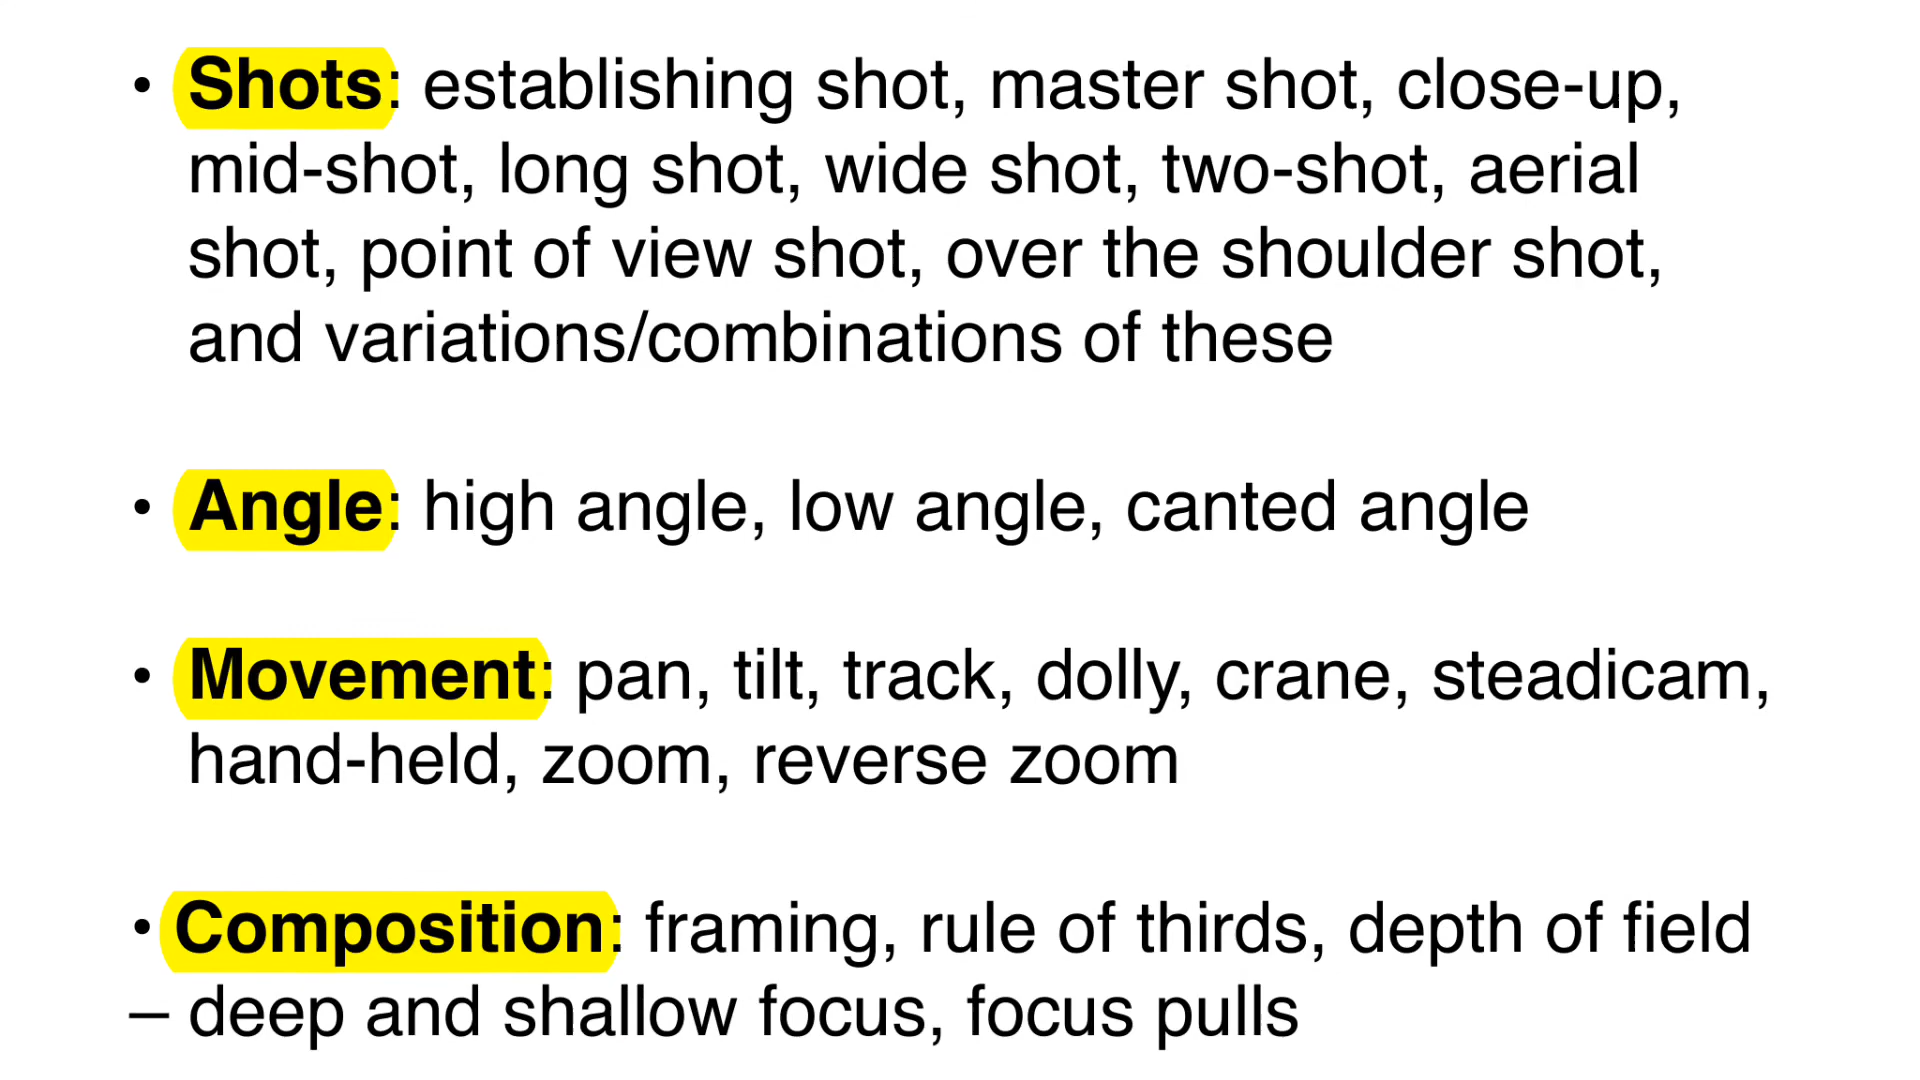 • Shots: establishing shot, master shot, close-up,
mid-shot, long shot, wide shot, two-shot, aerial
shot, point of view shot, over the shoulder shot,
and variations/combinations of these
• Angle: high angle, low angle, canted angle
• Movement: pan, tilt, track, dolly, crane, steadicam,
hand-held, zoom, reverse zoom
• Composition: framing, rule of thirds, depth of field
– deep and shallow focus, focus pulls